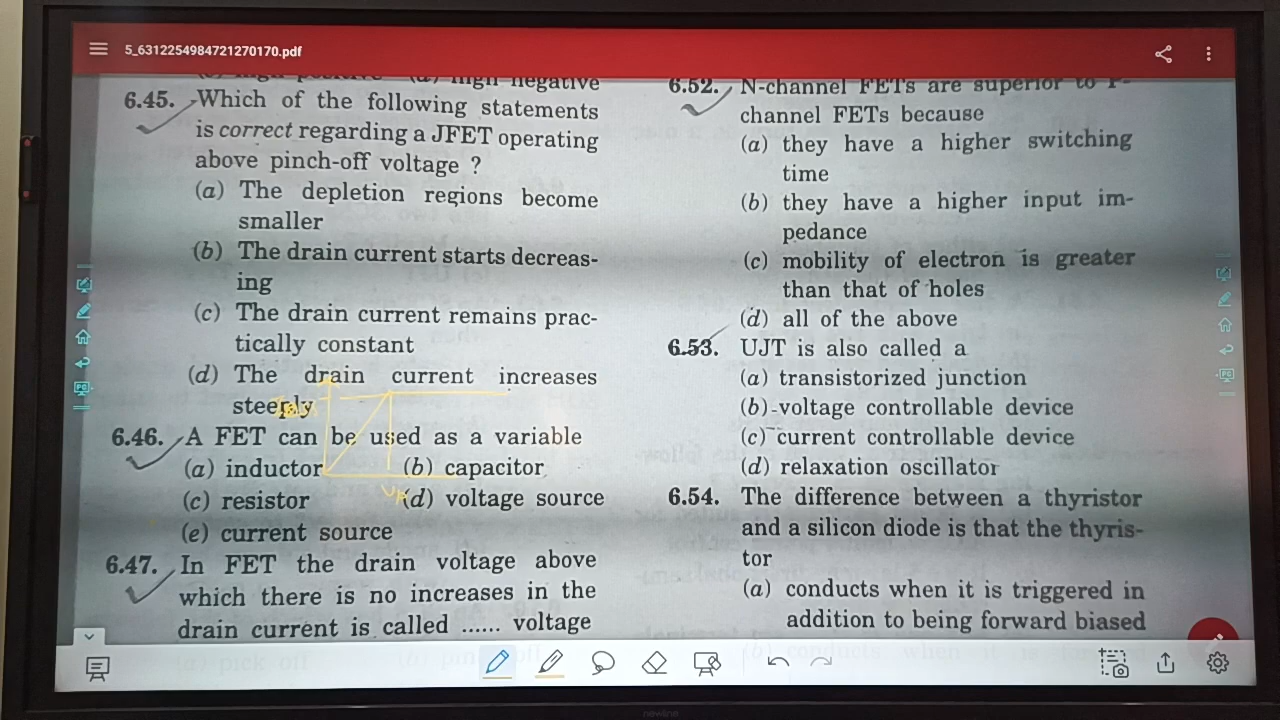 5_6312254984721270170.pdf
high negative
6.45. Which of the following statements
is correct regarding a JFET operating
above pinch-off voltage ?
(a) The depletion regions become
smaller
(b) The drain current starts decreas-
ing
(c) The drain current remains prac-
tically constant
(d) The drain current increases
steeply
6.46. A FET can be used as a variable
(a) inductor (b) capacitor
(c) resistor (d) voltage source
(e) current source
6.47. In FET the drain voltage above
which there is no increases in the
drain current is called ...... voltage
6.52. N-channel FETs are superior to P-
channel FETs because
(a) they have a higher switching
time
(b) they have a higher input im-
pedance
(c) mobility of electron is greater
than that of holes
(d) all of the above
6.53. UJT is also called a
(a) transistorized junction
(b) voltage controllable device
(c) current controllable device
(d) relaxation oscillator
6.54. The difference between a thyristor
and a silicon diode is that the thyris-
tor
(a) conducts when it is triggered in
addition to being forward biased
newline